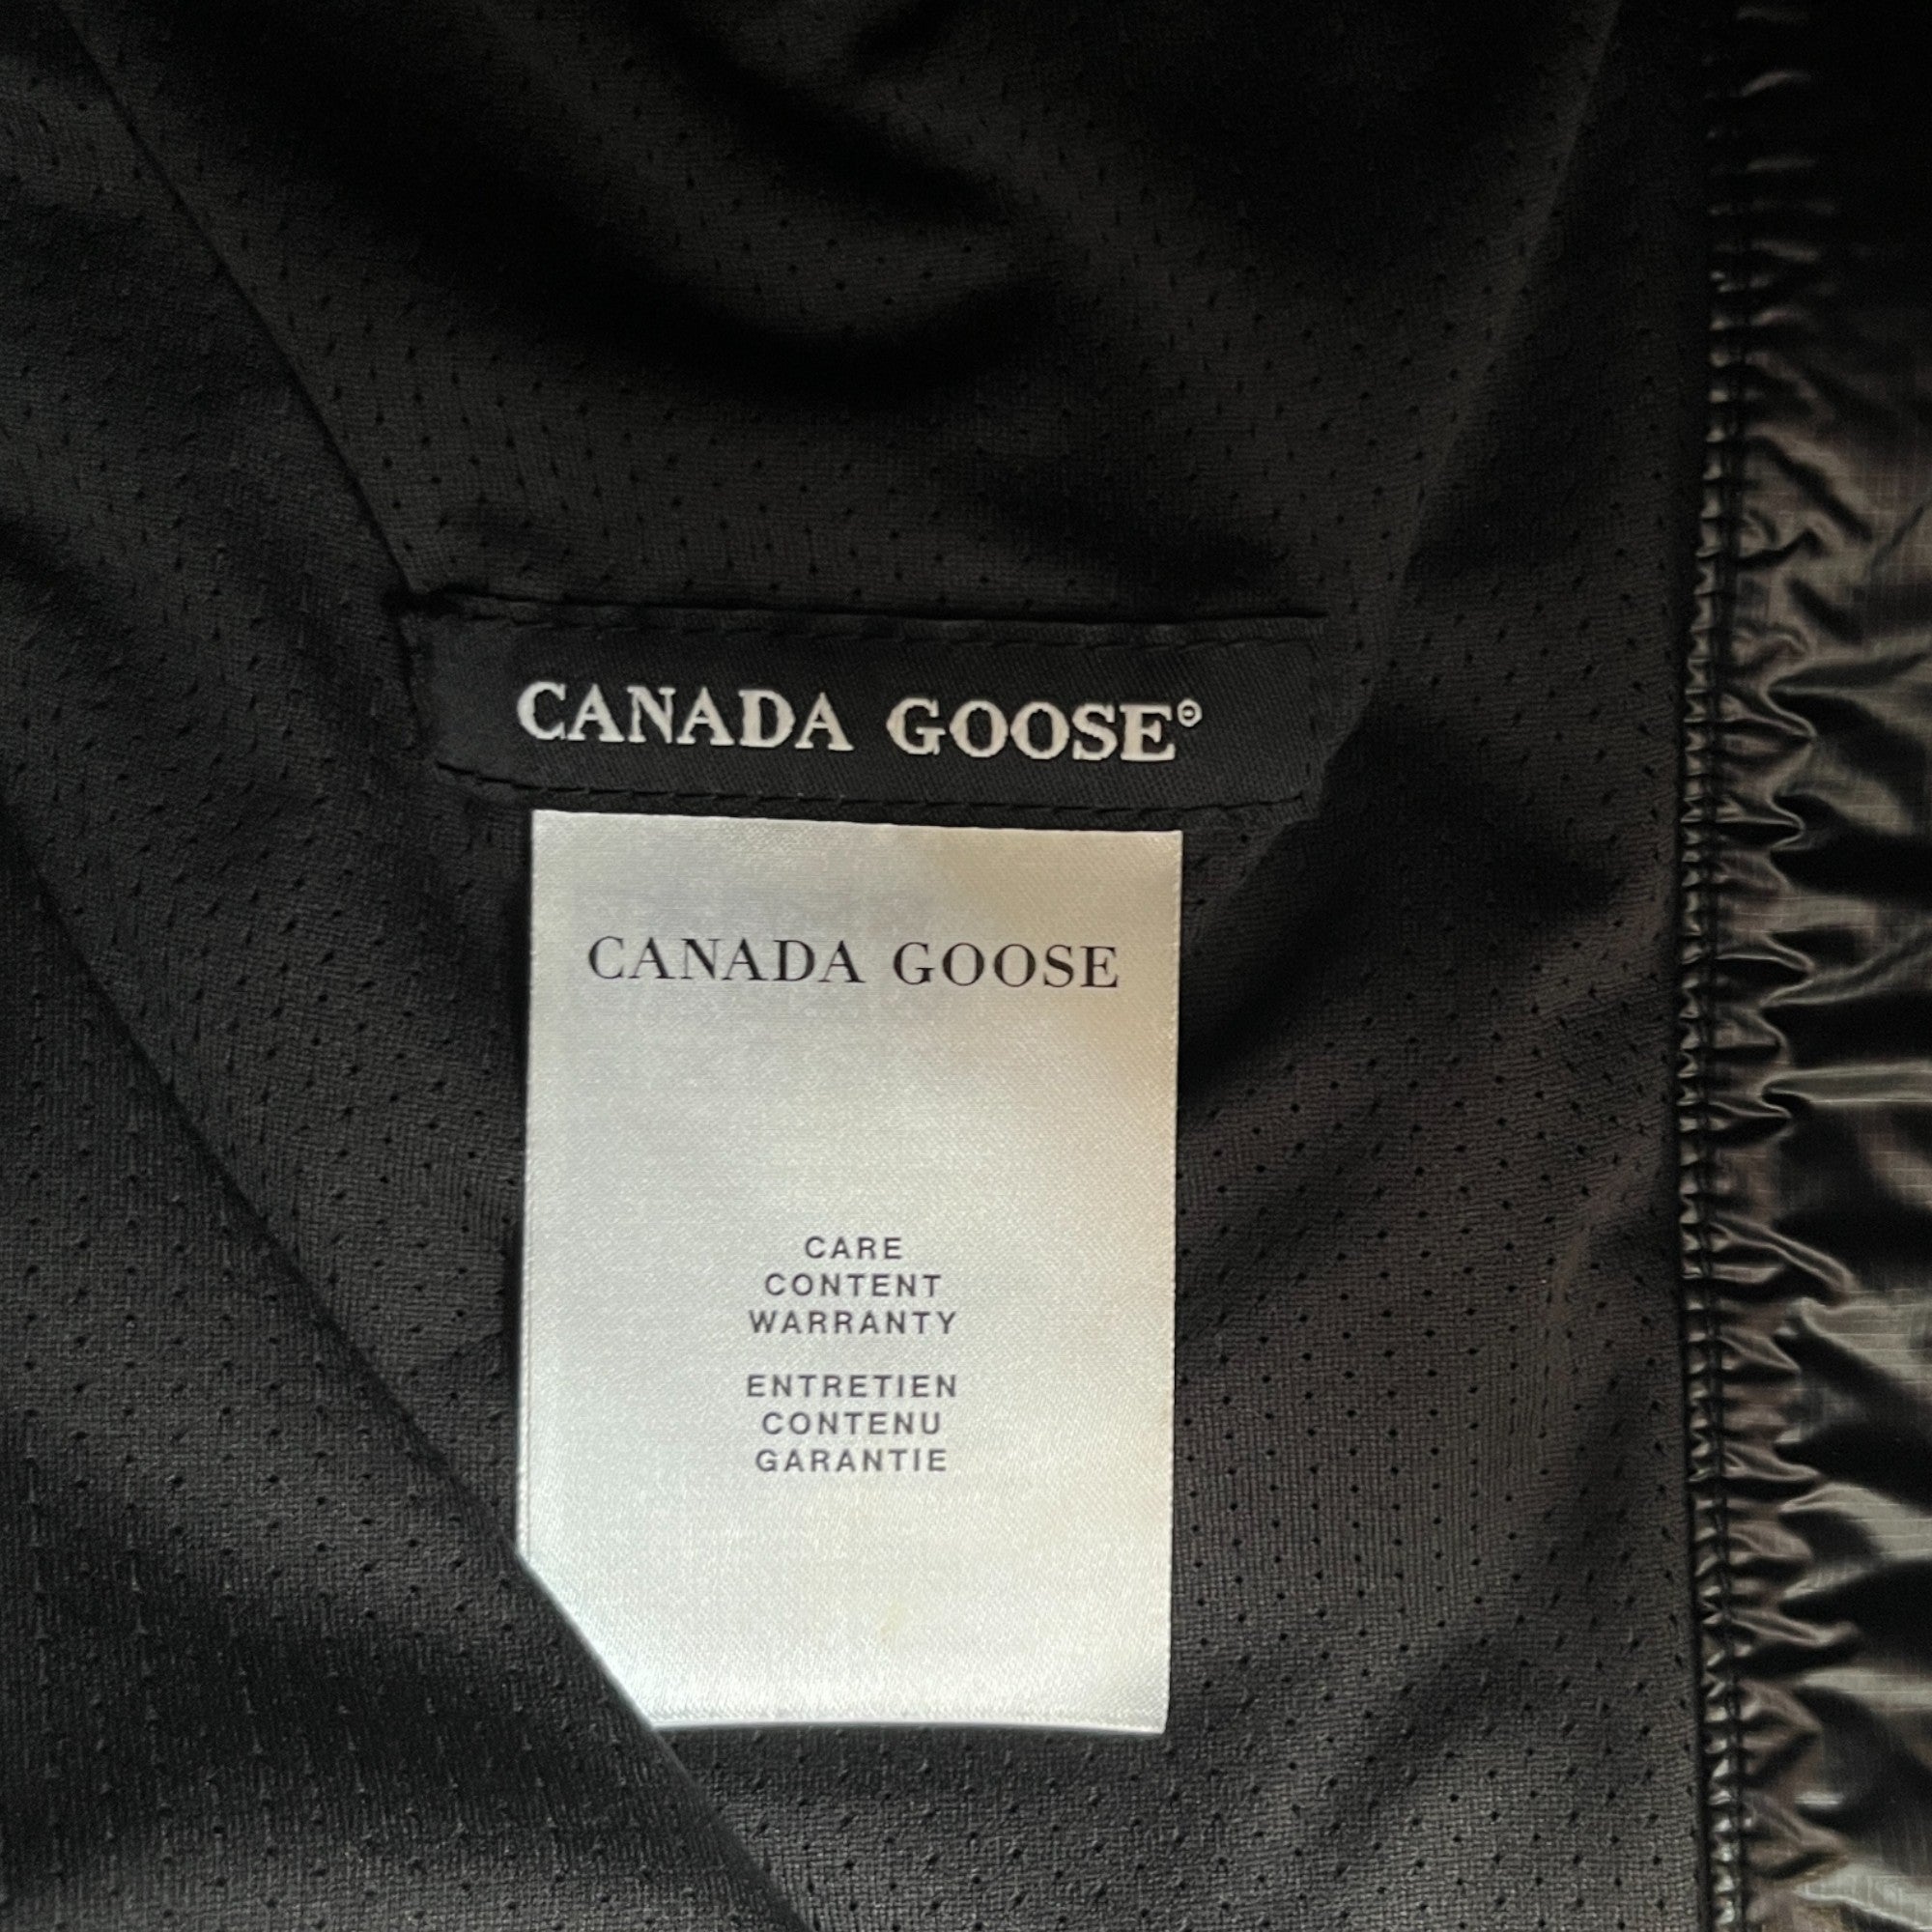 CANADA GOOSE®
CANADA GOOSE
CARE
CONTENT
WARRANTY
ENTRETIEN
CONTENU
GARANTIE